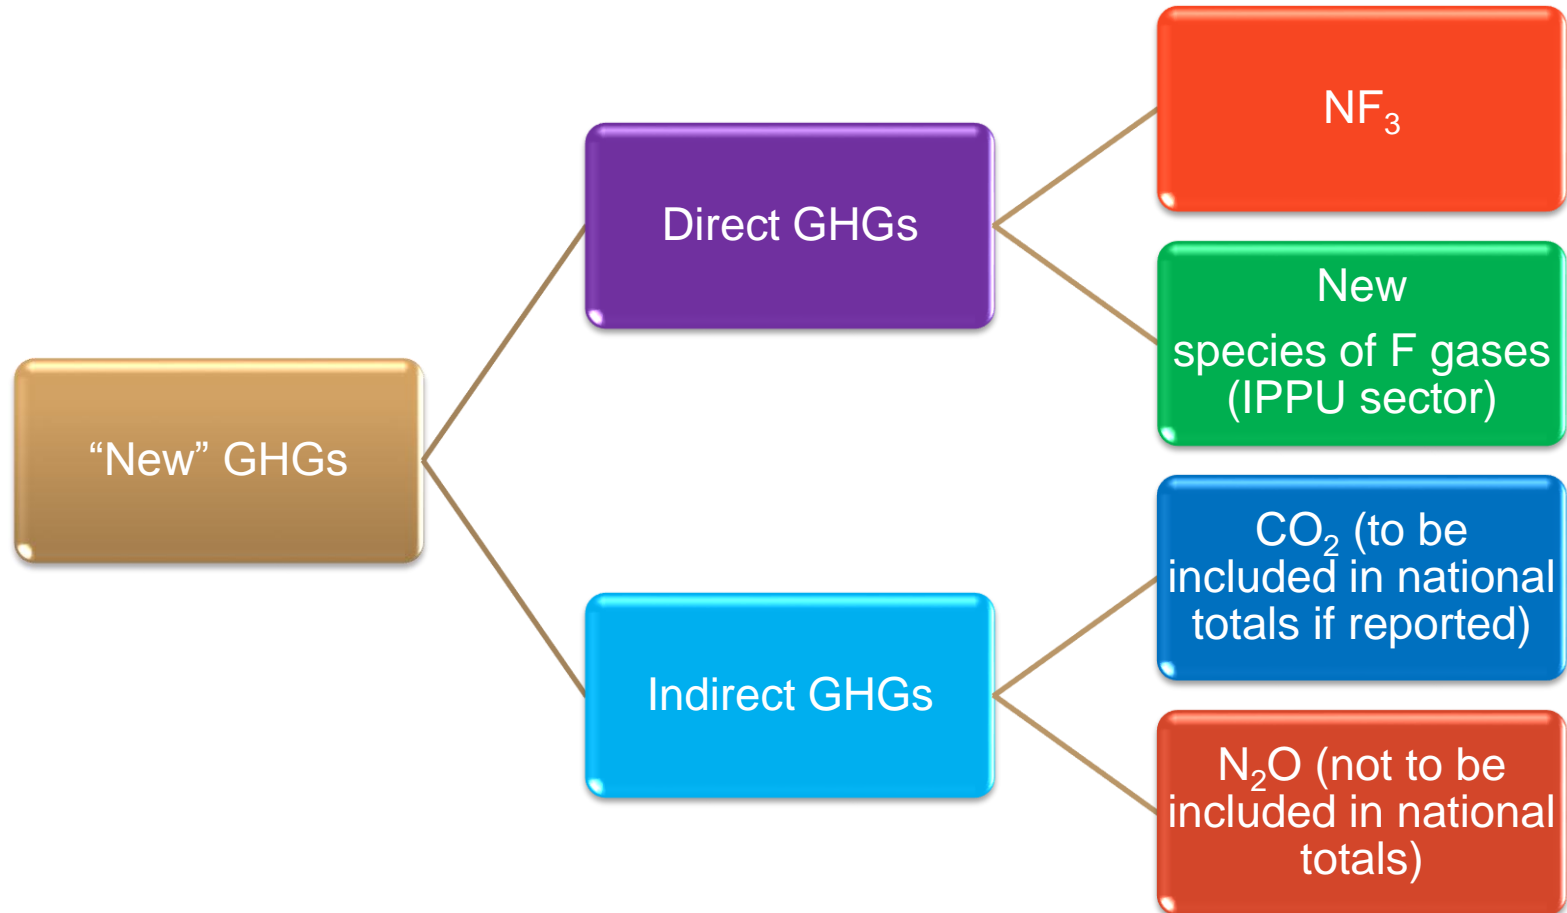 “New” GHGs
Direct GHGs
NF₃
New
species of F gases
(IPPU sector)
Indirect GHGs
CO₂ (to be
included in national
totals if reported)
N₂O (not to be
included in national
totals)